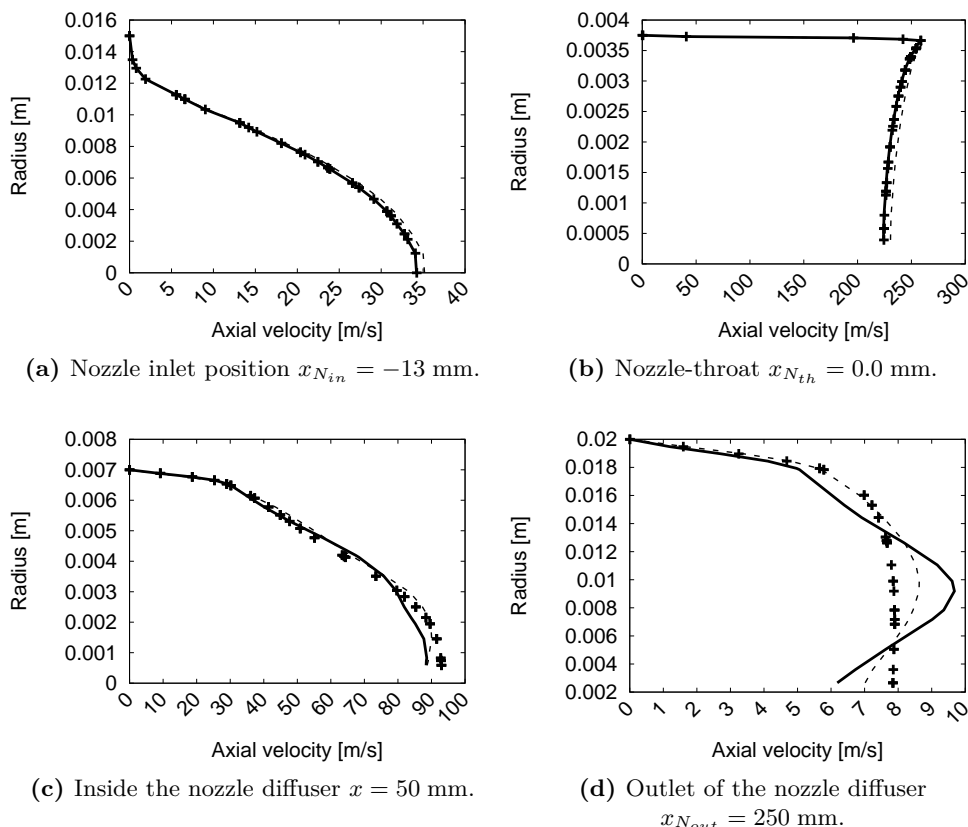 0.016
0.014
0.012
0.01
0.008
0.006
0.004
0.002
0
Radius [m]
0 5 10 15 20 25 30 35 40
Axial velocity [m/s]
(a) Nozzle inlet position x_{N_{in}} = −13 mm.
0.004
0.0035
0.003
0.0025
0.002
0.0015
0.001
0.0005
0
Radius [m]
0 50 100 150 200 250 300
Axial velocity [m/s]
(b) Nozzle-throat x_{N_{th}} = 0.0 mm.
0.008
0.007
0.006
0.005
0.004
0.003
0.002
0.001
0
Radius [m]
0 10 20 30 40 50 60 70 80 90 100
Axial velocity [m/s]
(c) Inside the nozzle diffuser x = 50 mm.
0.02
0.018
0.016
0.014
0.012
0.01
0.008
0.006
0.004
0.002
Radius [m]
0 1 2 3 4 5 6 7 8 9 10
Axial velocity [m/s]
(d) Outlet of the nozzle diffuser
x_{N_{out}} = 250 mm.